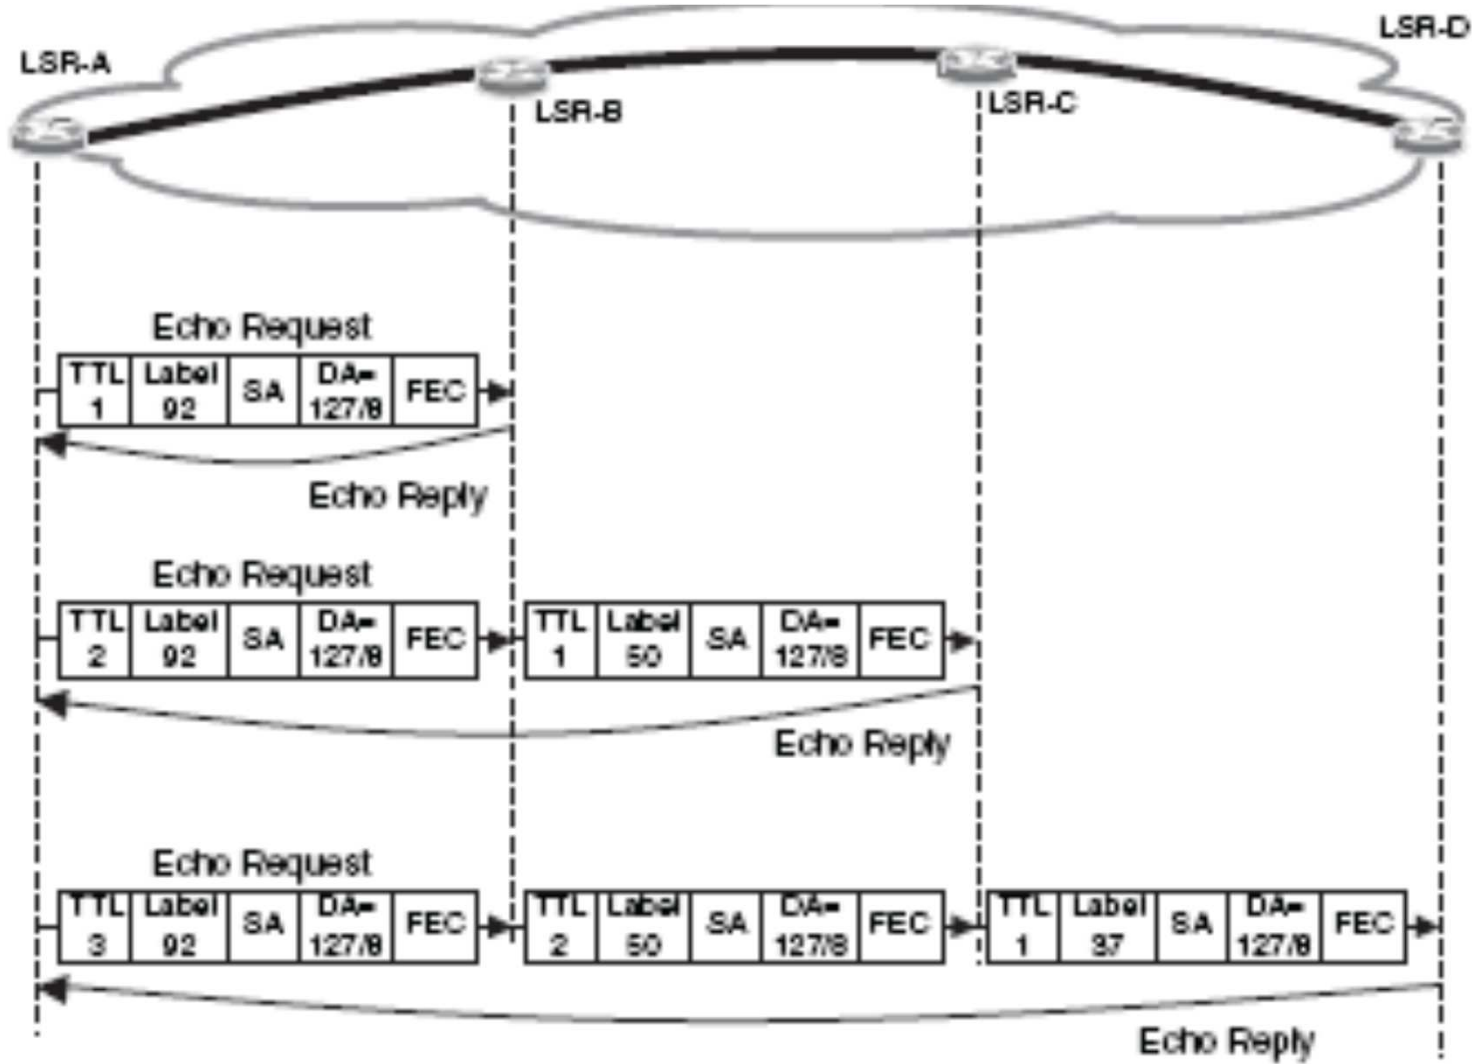 LSR-A
LSR-B
LSR-C
LSR-D
Echo Request
TTL 1 Label 92 SA DA= 127/8 FEC
Echo Reply
Echo Request
TTL 2 Label 92 SA DA= 127/8 FEC TTL 1 Label 50 SA DA= 127/8 FEC
Echo Reply
Echo Request
TTL 3 Label 92 SA DA= 127/8 FEC TTL 2 Label 50 SA DA= 127/8 FEC TTL 1 Label 37 SA DA= 127/8 FEC
Echo Reply